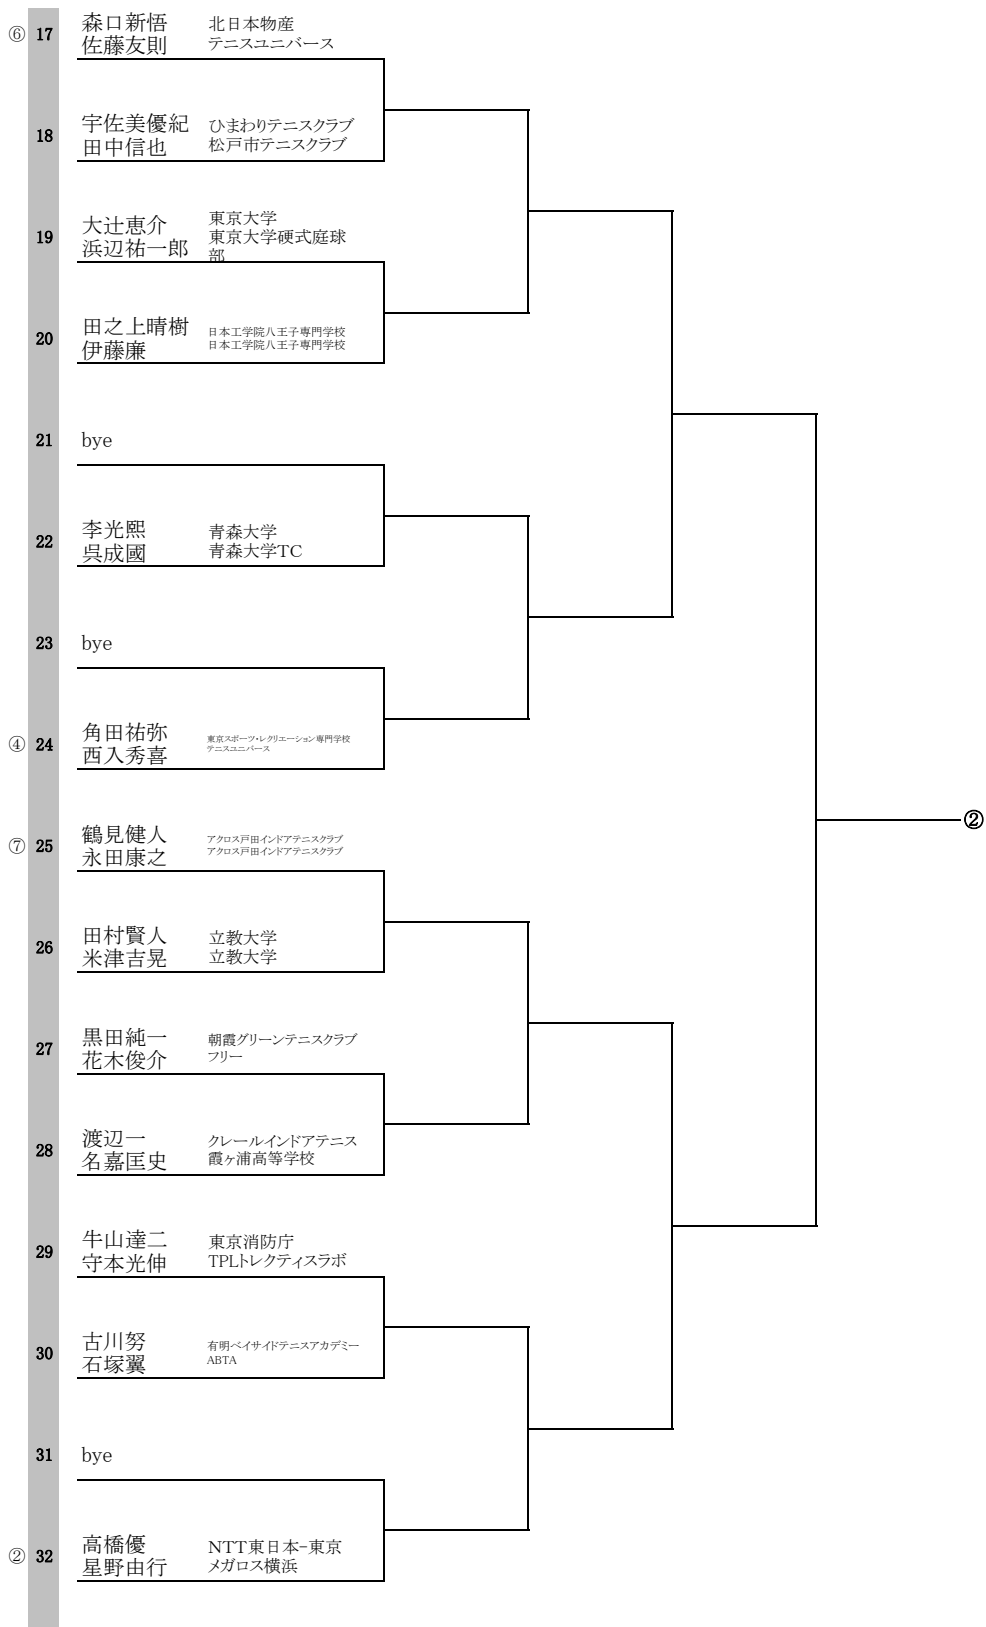 ⑥ 17 森口新悟 北日本物産
佐藤友則 テニスユニバース
18 宇佐美優紀 ひまわりテニスクラブ
田中信也 松戸市テニスクラブ
19 大辻恵介 東京大学
浜辺祐一郎 東京大学硬式庭球
部
20 田之上晴樹 日本工学院八王子専門学校
伊藤廉 日本工学院八王子専門学校
21 bye
22 李光熙 青森大学
呉成國 青森大学TC
23 bye
④ 24 角田祐弥 東京スポーツ・レクリエーション専門学校
西入秀喜 テニスユニバース
②
⑦ 25 鶴見健人 アクロス戸田インドアテニスクラブ
永田康之 アクロス戸田インドアテニスクラブ
26 田村賢人 立教大学
米津吉晃 立教大学
27 黒田純一 朝霞グリーンテニスクラブ
花木俊介 フリー
28 渡辺一 クレールインドアテニス
名嘉匡史 霞ヶ浦高等学校
29 牛山達二 東京消防庁
守本光伸 TPLトレクティスラボ
30 古川努 有明ベイサイドテニスアカデミー
石塚翼 ABTA
31 bye
② 32 高橋優 NTT東日本-東京
星野由行 メガロス横浜